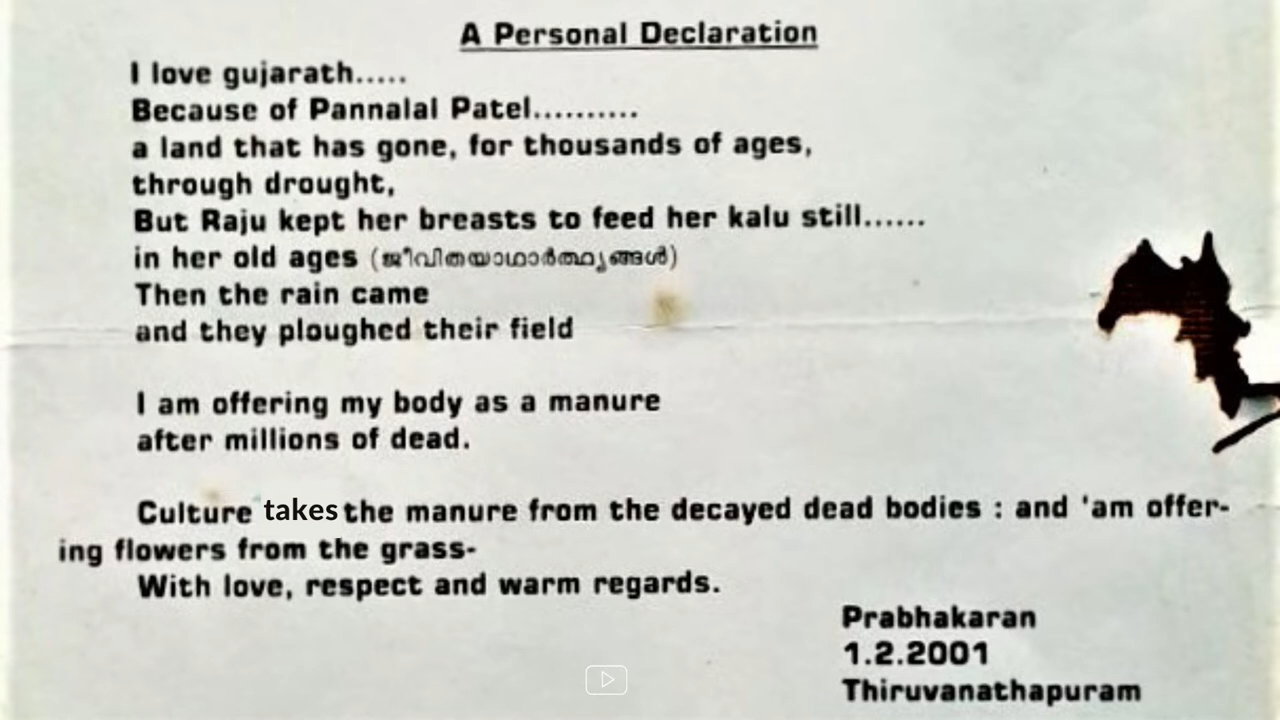 A Personal Declaration
I love gujarath.....
Because of Pannalal Patel..........
a land that has gone, for thousands of ages,
through drought,
But Raju kept her breasts to feed her kalu still......
in her old ages (ജീവിതയാഥാർത്ഥ്യങ്ങൾ)
Then the rain came
and they ploughed their field
I am offering my body as a manure
after millions of dead.
Culture takes the manure from the decayed dead bodies : and 'am offer-
ing flowers from the grass-
With love, respect and warm regards.
Prabhakaran
1.2.2001
Thiruvanathapuram